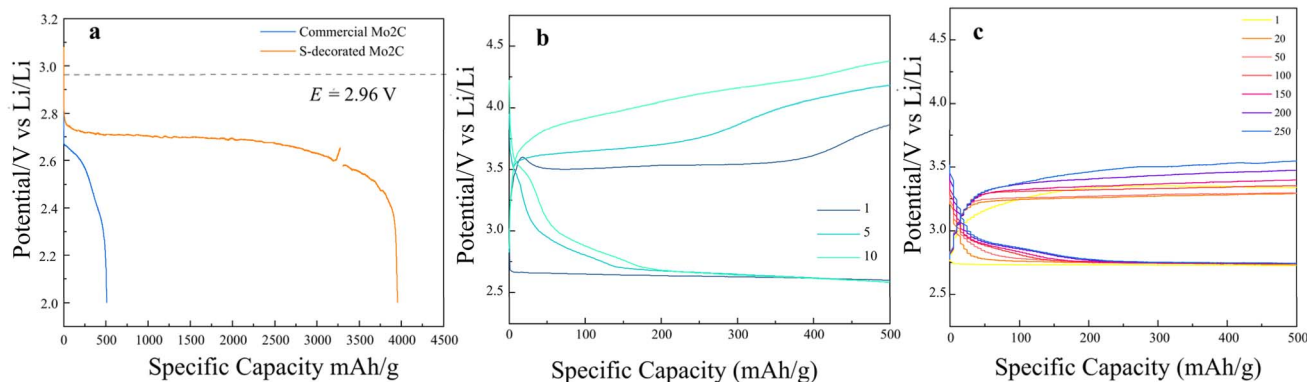 a
Commercial Mo2C
S-decorated Mo2C
E = 2.96 V
3.2
3.0
2.8
2.6
2.4
2.2
2.0
Potential/V vs Li/Li
0 500 1000 1500 2000 2500 3000 3500 4000 4500
Specific Capacity mAh/g
b
4.5
4.0
3.5
3.0
2.5
Potential/V vs Li/Li
1
5
10
0 100 200 300 400 500
Specific Capacity (mAh/g)
c
4.5
4.0
3.5
3.0
2.5
Potential/V vs Li/Li
1
20
50
100
150
200
250
0 100 200 300 400 500
Specific Capacity (mAh/g)